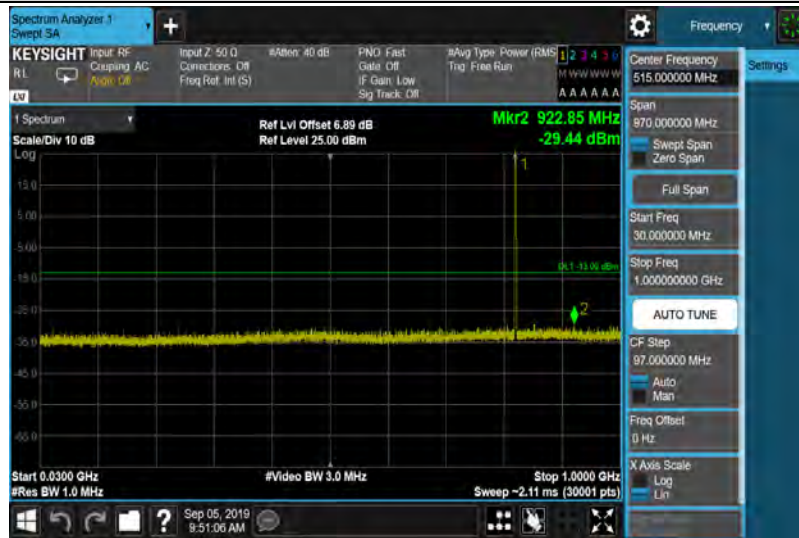 Spectrum Analyzer 1
Swept SA
+
Frequency
KEYSIGHT
RL
LXI
Input: RF
Coupling: AC
Align: Off
Input Z: 50 Ω
Corrections: Off
Freq Ref: Int (S)
#Atten: 40 dB
PNO: Fast
Gate: Off
IF Gain: Low
Sig Track: Off
#Avg Type: Power (RMS
Trig: Free Run
1 2 3 4 5 6
M W W W W W
A A A A A A
1 Spectrum
Scale/Div 10 dB
Ref Lvl Offset 6.89 dB
Ref Level 25.00 dBm
Mkr2 922.85 MHz
-29.44 dBm
Log
15.0
5.00
-5.00
-15.0
-25.0
-35.0
-45.0
-55.0
-65.0
1
DL1 -13.00 dBm
2
Start 0.0300 GHz
#Res BW 1.0 MHz
#Video BW 3.0 MHz
Stop 1.0000 GHz
Sweep ~2.11 ms (30001 pts)
Center Frequency
515.000000 MHz
Settings
Span
970.000000 MHz
Swept Span
Zero Span
Full Span
Start Freq
30.000000 MHz
Stop Freq
1.000000000 GHz
AUTO TUNE
CF Step
97.000000 MHz
Auto
Man
Freq Offset
0 Hz
X Axis Scale
Log
Lin
?
Sep 05, 2019
9:51:06 AM